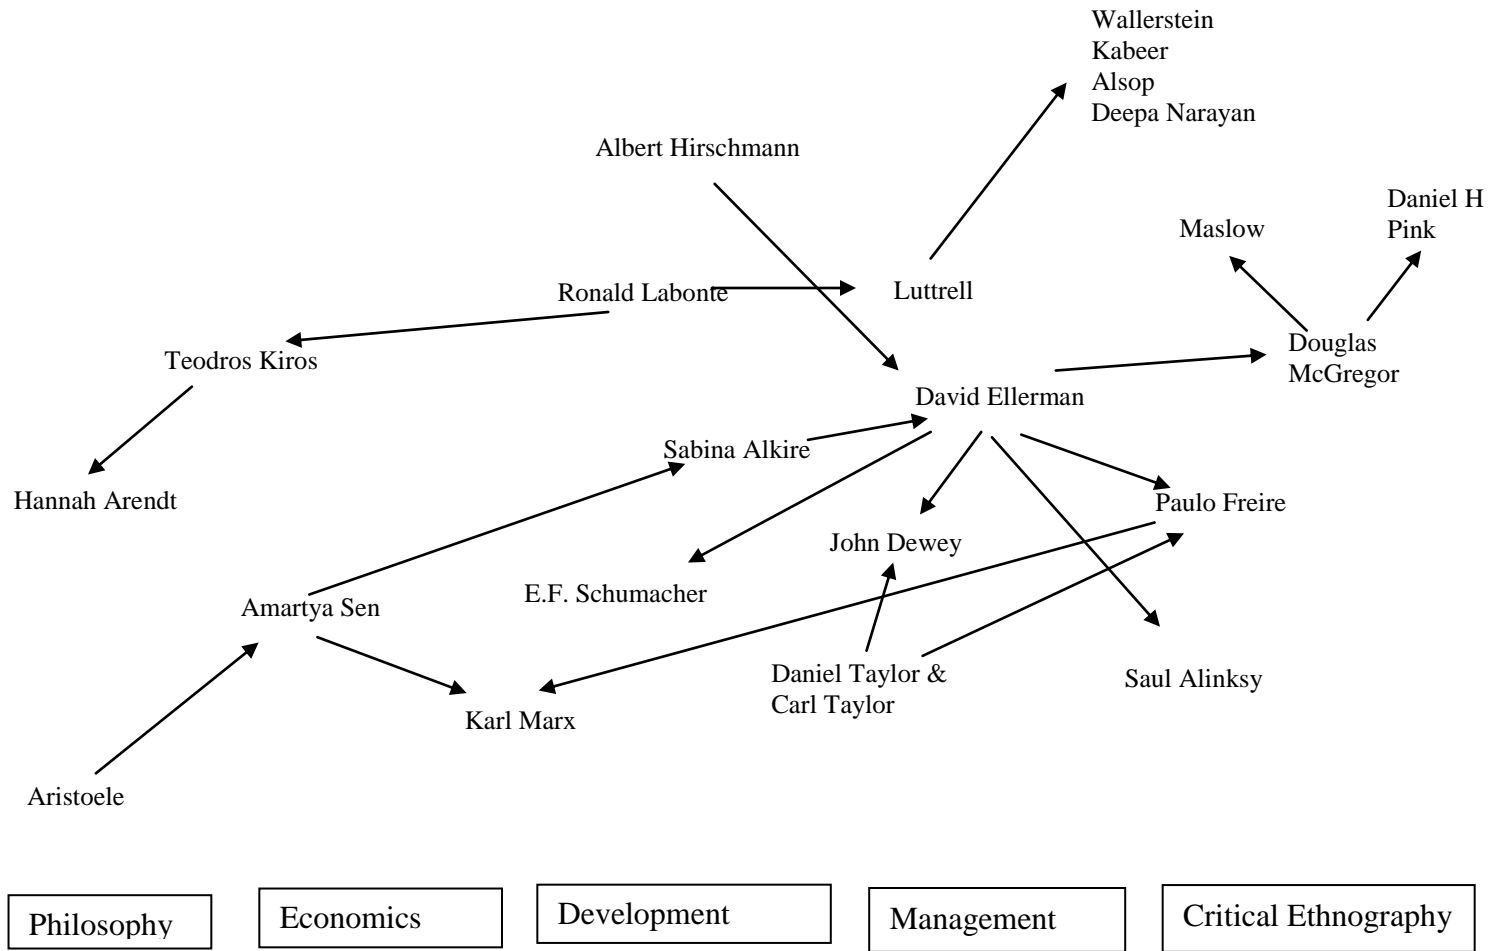 Wallerstein
Kabeer
Alsop
Deepa Narayan
Albert Hirschmann
Daniel H
Pink
Maslow
Ronald Labonte
Luttrell
Teodros Kiros
Douglas
McGregor
David Ellerman
Sabina Alkire
Hannah Arendt
Paulo Freire
John Dewey
E.F. Schumacher
Amartya Sen
Daniel Taylor &
Carl Taylor
Saul Alinksy
Karl Marx
Aristoele
Philosophy
Economics
Development
Management
Critical Ethnography